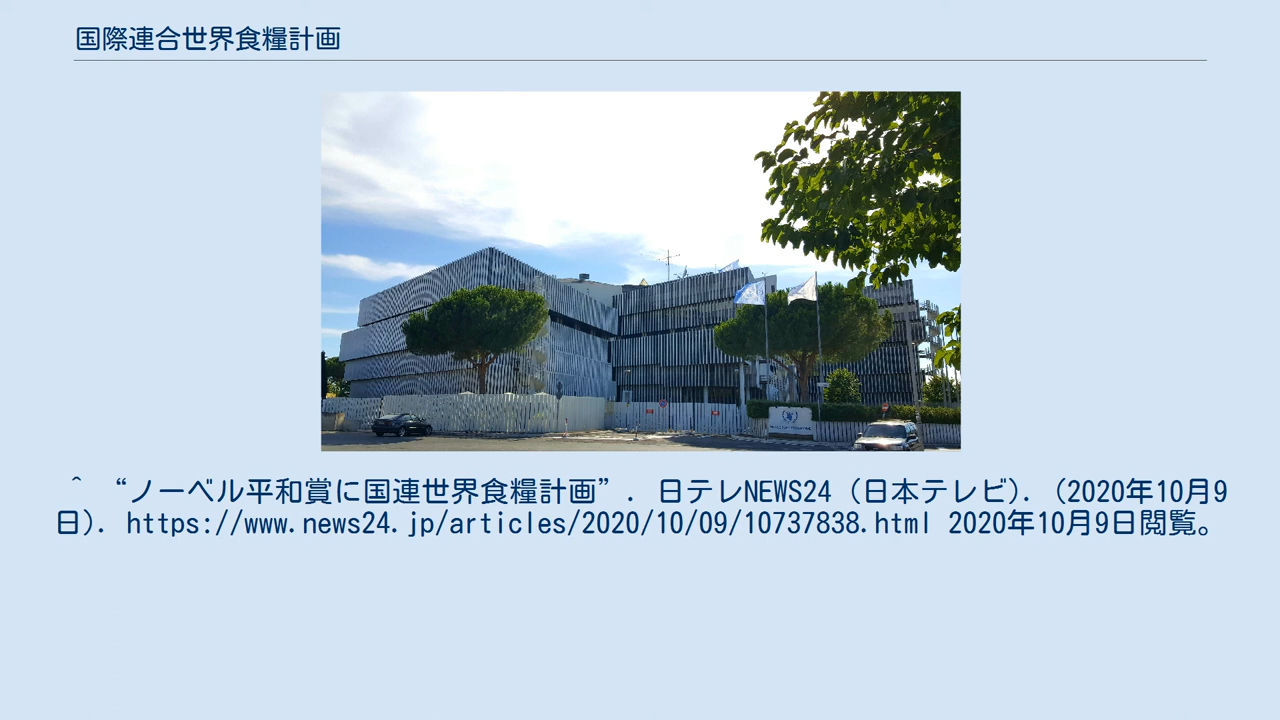 国際連合世界食糧計画
^ “ノーベル平和賞に国連世界食糧計画”. 日テレNEWS24 (日本テレビ). (2020年10月9
日). https://www.news24.jp/articles/2020/10/09/10737838.html 2020年10月9日閲覧。